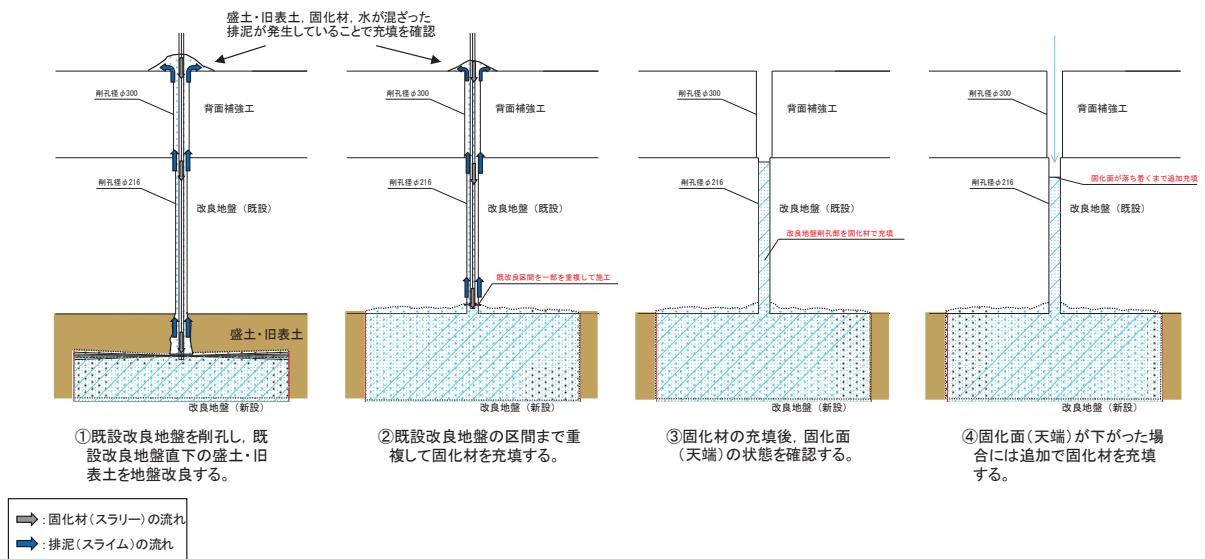 盛土・旧表土，固化材，水が混ざった
排泥が発生していることで充填を確認
削孔径φ300
背面補強工
削孔径φ216
改良地盤（既設）
盛土・旧表土
改良地盤（新設）
①既設改良地盤を削孔し，既
設改良地盤直下の盛土・旧
表土を地盤改良する。
削孔径φ300
背面補強工
削孔径φ216
改良地盤（既設）
既改良区間を一部を重複して施工
改良地盤（新設）
②既設改良地盤の区間まで重
複して固化材を充填する。
削孔径φ300
背面補強工
削孔径φ216
改良地盤（既設）
改良地盤削孔部を固化材で充填
改良地盤（新設）
③固化材の充填後，固化面
（天端）の状態を確認する。
削孔径φ300
背面補強工
固化面が落ち着くまで追加充填
削孔径φ216
改良地盤（既設）
改良地盤（新設）
④固化面（天端）が下がった場
合には追加で固化材を充填
する。
：固化材（スラリー）の流れ
：排泥（スライム）の流れ